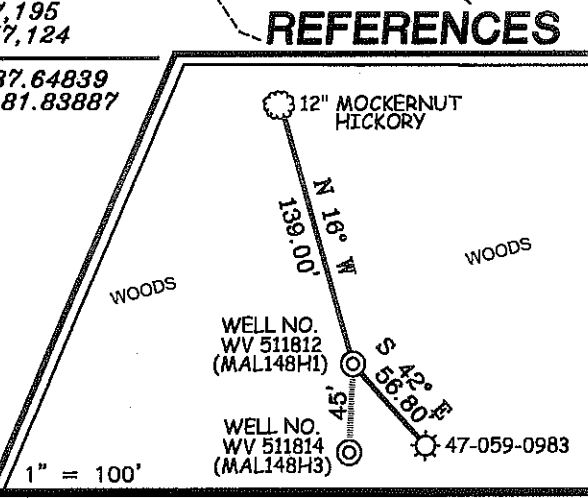 ,195
7,124
37.64839
81.83887
REFERENCES
12" MOCKERNUT
HICKORY
N 16° W
139.00'
WOODS
WOODS
WELL NO.
WV 511812
(MAL148H1)
S 42° E
56.80'
45'
WELL NO.
WV 511814
(MAL148H3)
47-059-0983
1" = 100'